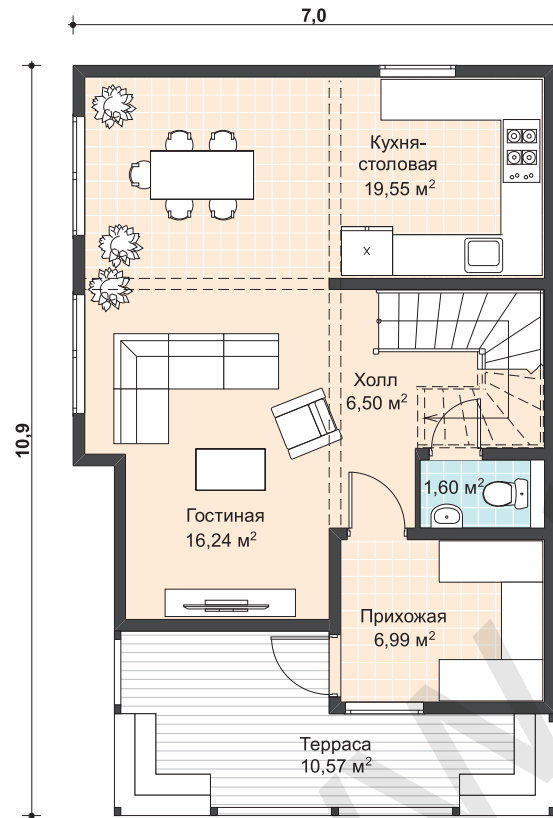 7,0
10,9
Кухня-
столовая
19,55 м²
x
Холл
6,50 м²
1,60 м²
Гостиная
16,24 м²
Прихожая
6,99 м²
Терраса
10,57 м²